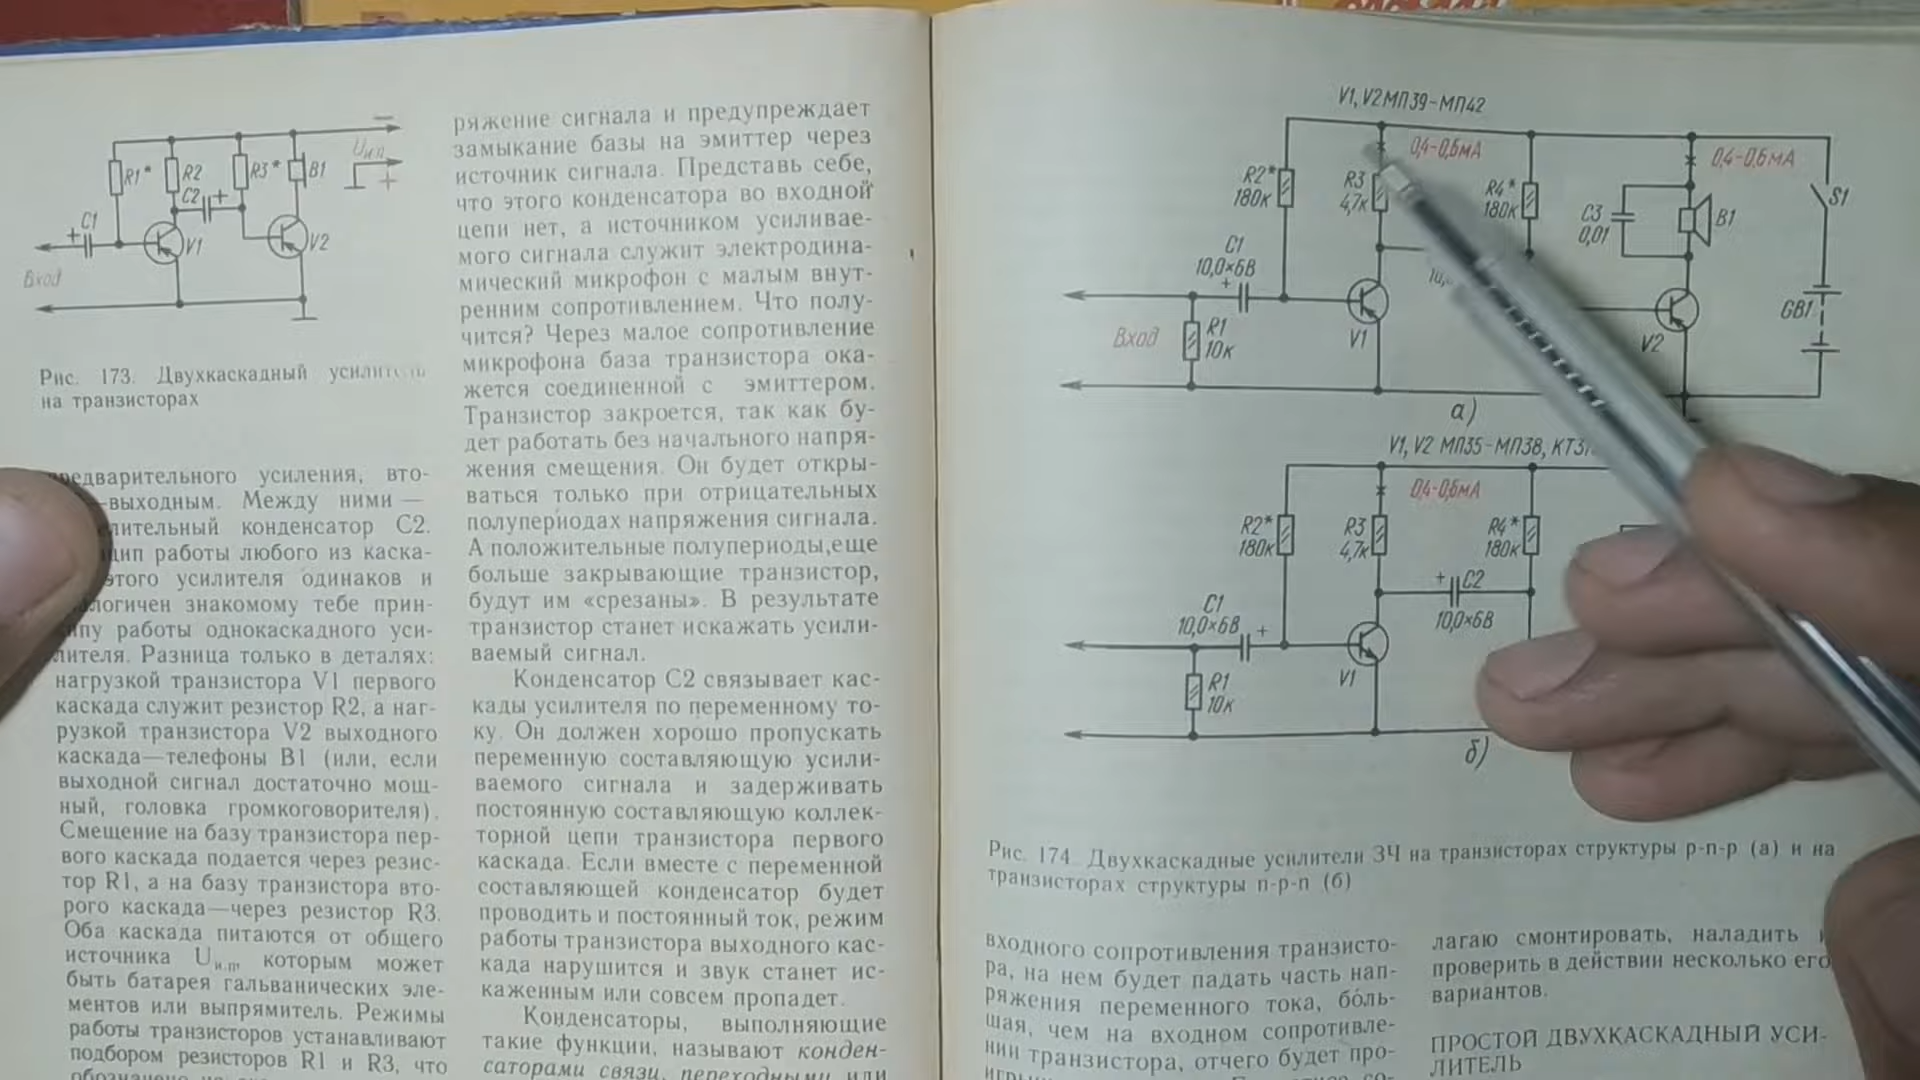 −
Uи.п
+
R1*
R2
R3*
B1
C2
+
+
C1
V1
V2
Вход
Рис. 173. Двухкаскадный усилитель
на транзисторах
предварительного усиления, вто-
—выходным. Между ними —
конденсатор С2.
работы любого из каска-
этого усилителя одинаков и
знакомому тебе прин-
работы однокаскадного уси-
лителя. Разница только в деталях:
нагрузкой транзистора V1 первого
каскада служит резистор R2, а наг-
рузкой транзистора V2 выходного
каскада—телефоны В1 (или, если
выходной сигнал достаточно мощ-
ный, головка громкоговорителя).
Смещение на базу транзистора пер-
вого каскада подается через резис-
тор R1, а на базу транзистора вто-
рого каскада—через резистор R3.
Оба каскада питаются от общего
источника Uи.п, которым может
быть батарея гальванических эле-
ментов или выпрямитель. Режимы
работы транзисторов устанавливают
подбором резисторов R1 и R3, что
ряжение сигнала и предупреждает
замыкание базы на эмиттер через
источник сигнала. Представь себе,
что этого конденсатора во входной
цепи нет, а источником усиливае-
мого сигнала служит электродина-
мический микрофон с малым внут-
ренним сопротивлением. Что полу-
чится? Через малое сопротивление
микрофона база транзистора ока-
жется соединенной с эмиттером.
Транзистор закроется, так как бу-
дет работать без начального напря-
жения смещения. Он будет откры-
ваться только при отрицательных
полупериодах напряжения сигнала.
А положительные полупериоды,еще
больше закрывающие транзистор,
будут им «срезаны». В результате
транзистор станет искажать усили-
ваемый сигнал.
Конденсатор С2 связывает кас-
кады усилителя по переменному то-
ку. Он должен хорошо пропускать
переменную составляющую усили-
ваемого сигнала и задерживать
постоянную составляющую коллек-
торной цепи транзистора первого
каскада. Если вместе с переменной
составляющей конденсатор будет
проводить и постоянный ток, режим
работы транзистора выходного кас-
када нарушится и звук станет ис-
каженным или совсем пропадет.
Конденсаторы, выполняющие
такие функции, называют конден-
саторами связи, переходными или
V1, V2 МП39-МП42
0,4-0,6мА
0,4-0,6мА
R2*
180к
R3
4,7к
R4*
180к
C3
0,01
B1
S1
C1
10,0×6В
+
GB1
Вход
R1
10к
V1
V2
а)
V1, V2 МП35-МП38,
0,4-0,6мА
R2*
180к
R3
4,7к
R4*
180к
+
C2
10,0×6В
C1
10,0×6В
+
R1
10к
V1
б)
Рис. 174. Двухкаскадные усилители ЗЧ на транзисторах структуры p-n-p (а) и на
транзисторах структуры n-p-n (б)
входного сопротивления транзисто-
ра, на нем будет падать часть нап-
ряжения переменного тока, боль-
шая, чем на входном сопротивле-
нии транзистора, отчего будет про-
лагаю смонтировать, наладить и
проверить в действии несколько его
вариантов.
ПРОСТОЙ ДВУХКАСКАДНЫЙ УСИ-
ЛИТЕЛЬ